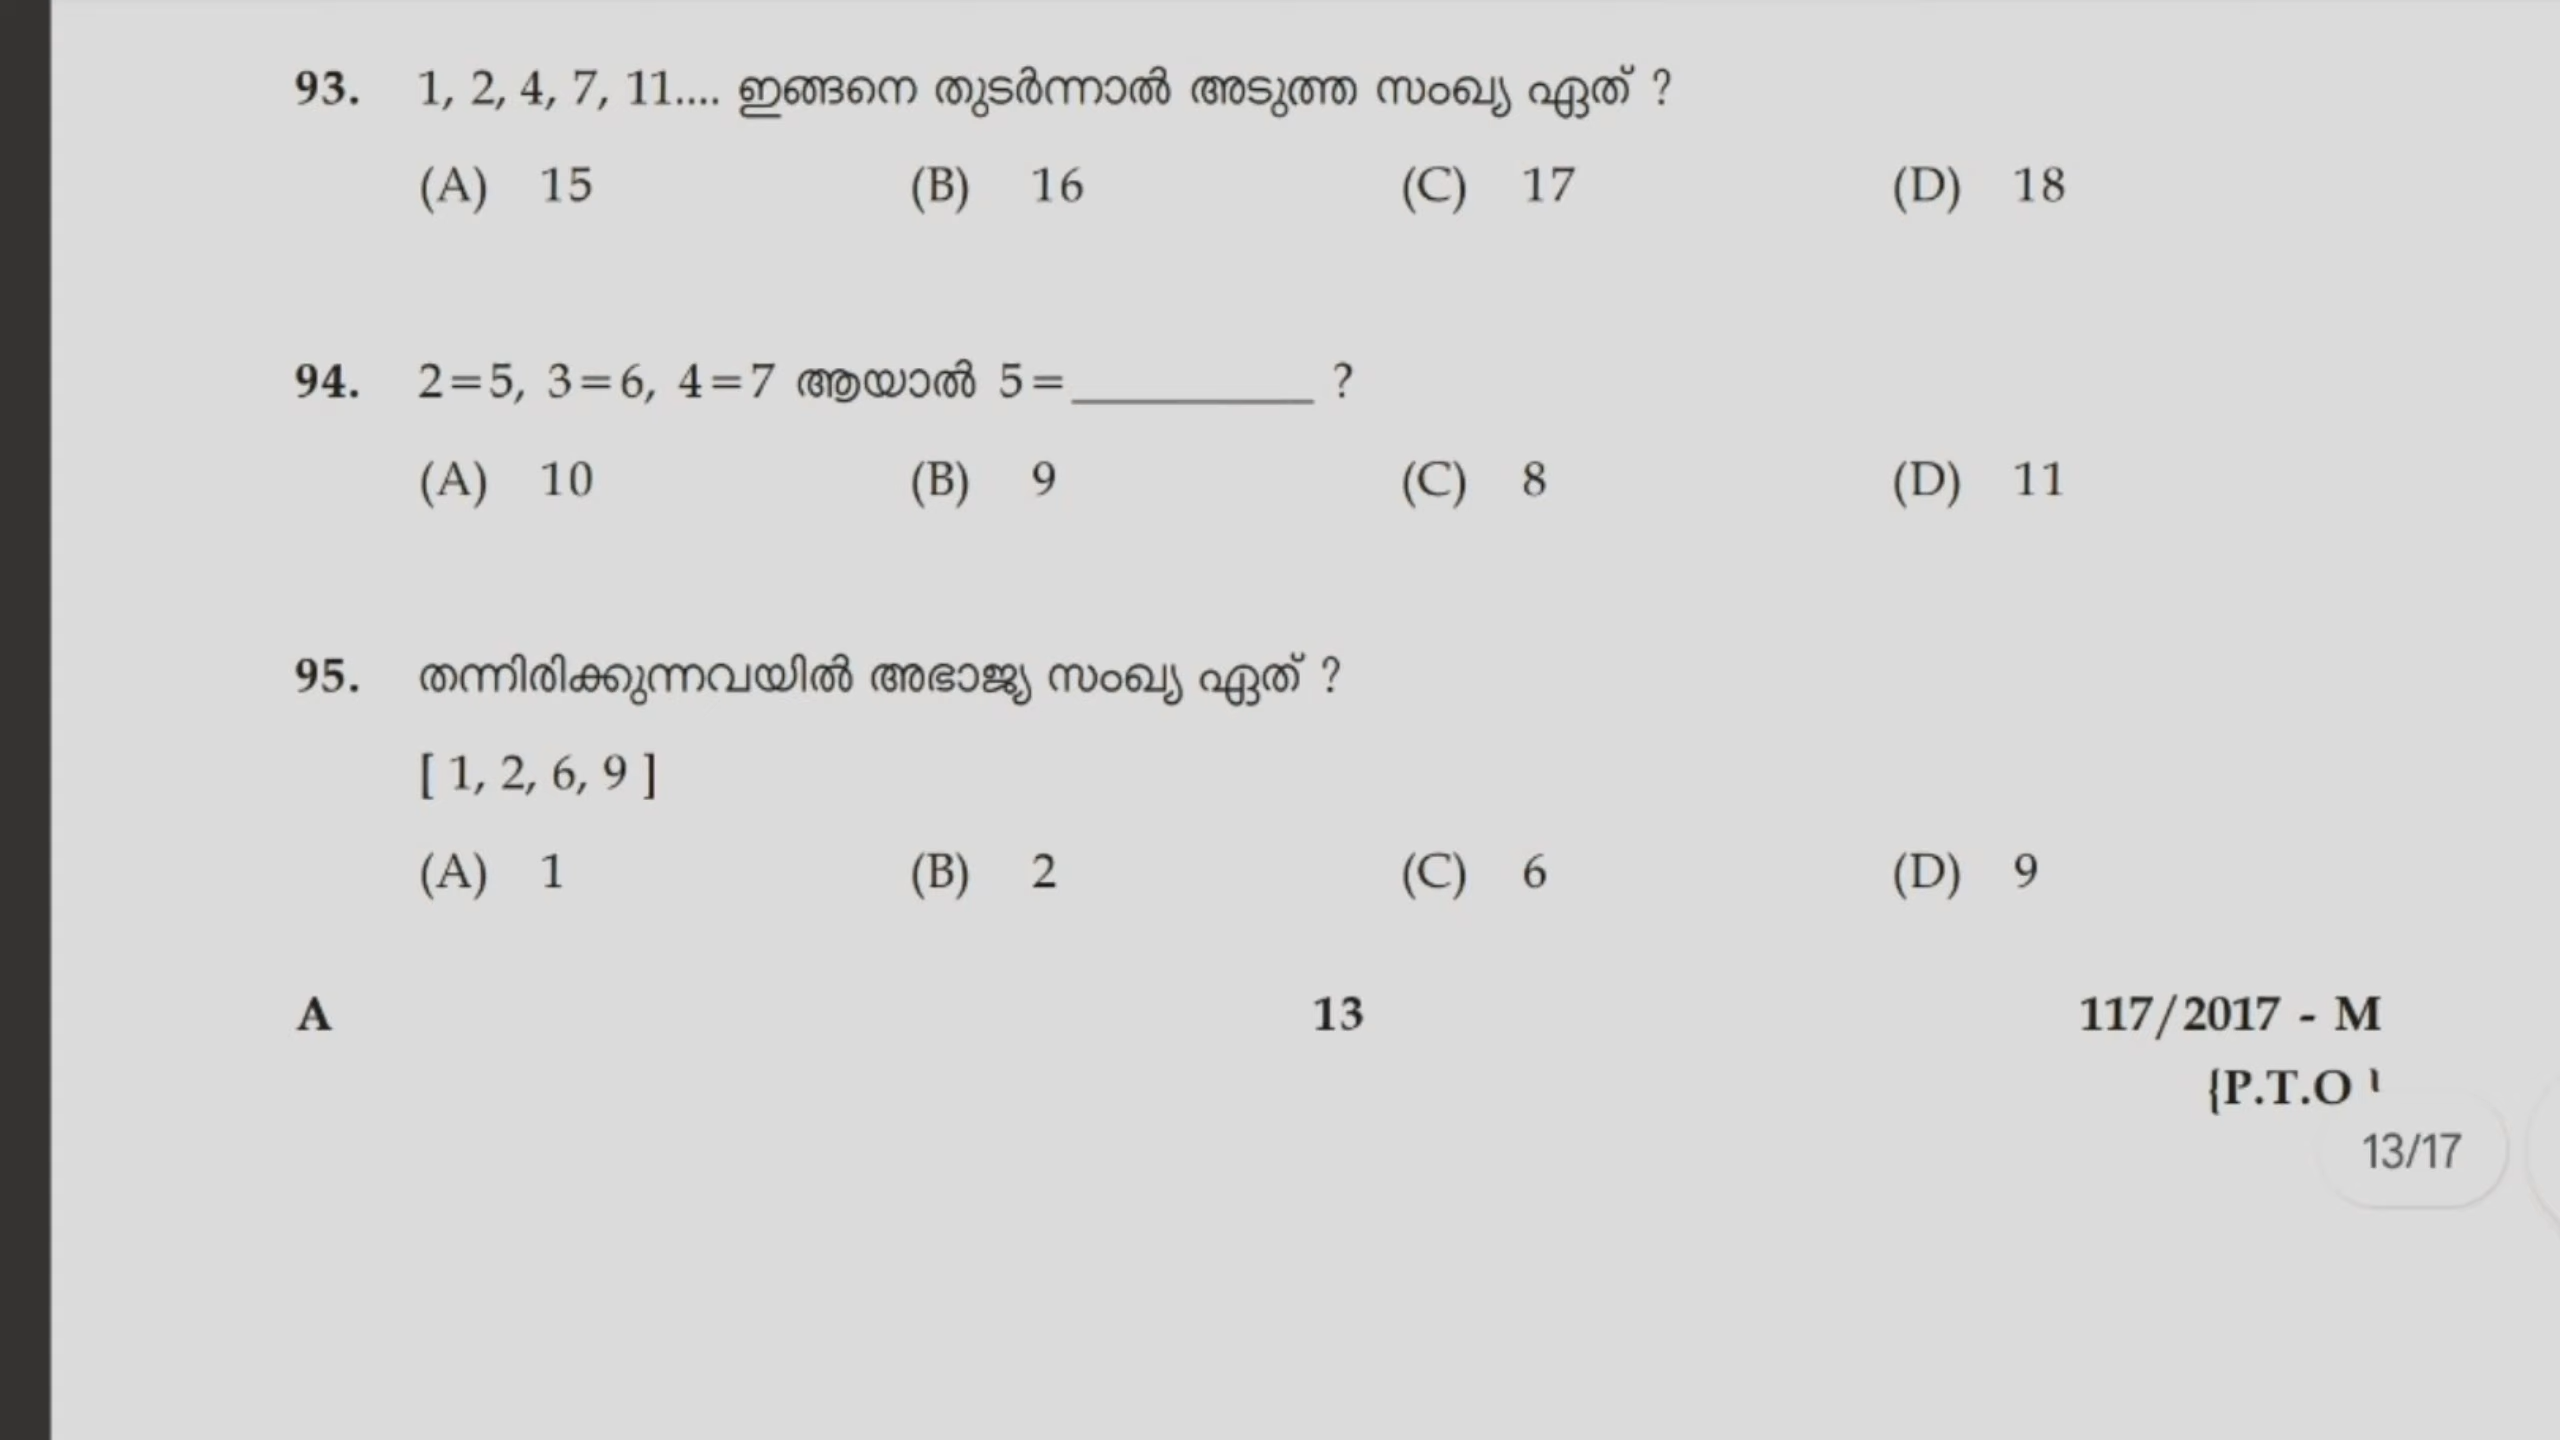 93. 1, 2, 4, 7, 11.... ഇങ്ങനെ തുടർന്നാൽ അടുത്ത സംഖ്യ ഏത് ?
(A) 15 (B) 16 (C) 17 (D) 18
94. 2=5, 3=6, 4=7 ആയാൽ 5=__________ ?
(A) 10 (B) 9 (C) 8 (D) 11
95. തന്നിരിക്കുന്നവയിൽ അഭാജ്യ സംഖ്യ ഏത് ?
[ 1, 2, 6, 9 ]
(A) 1 (B) 2 (C) 6 (D) 9
A 13 117/2017 - M
{P.T.O
13/17